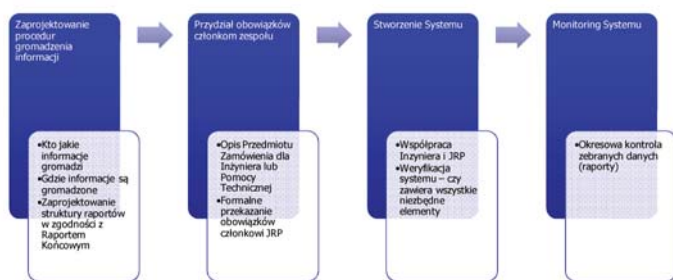 Zaprojektowanie
procedur
gromadzenia
informacji
•Kto jakie
informacje
gromadzi
•Gdzie informacje są
gromadzone
•Zaprojektowanie
struktury raportów
w zgodności z
Raportem
Końcowym
Przydział obowiązków
członkom zespołu
•Opis Przedmiotu
Zamówienia dla
Inżyniera lub
Pomocy
Technicznej
•Formalne
przekazanie
obowiązków
członkowi JRP
Stworzenie Systemu
•Współpraca
Inzyniera i JRP
•Weryfikacja
systemu – czy
zawiera wszystkie
niezbędne
elementy
Monitoring Systemu
•Okresowa kontrola
zebranych danych
(raporty)